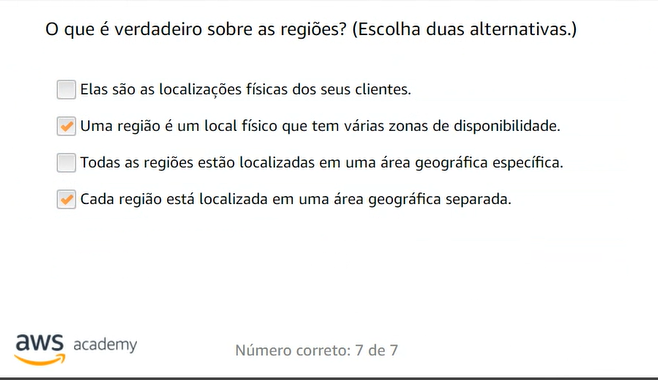 O que é verdadeiro sobre as regiões? (Escolha duas alternativas.)
Elas são as localizações físicas dos seus clientes.
Uma região é um local físico que tem várias zonas de disponibilidade.
Todas as regiões estão localizadas em uma área geográfica específica.
Cada região está localizada em uma área geográfica separada.
aws academy
Número correto: 7 de 7